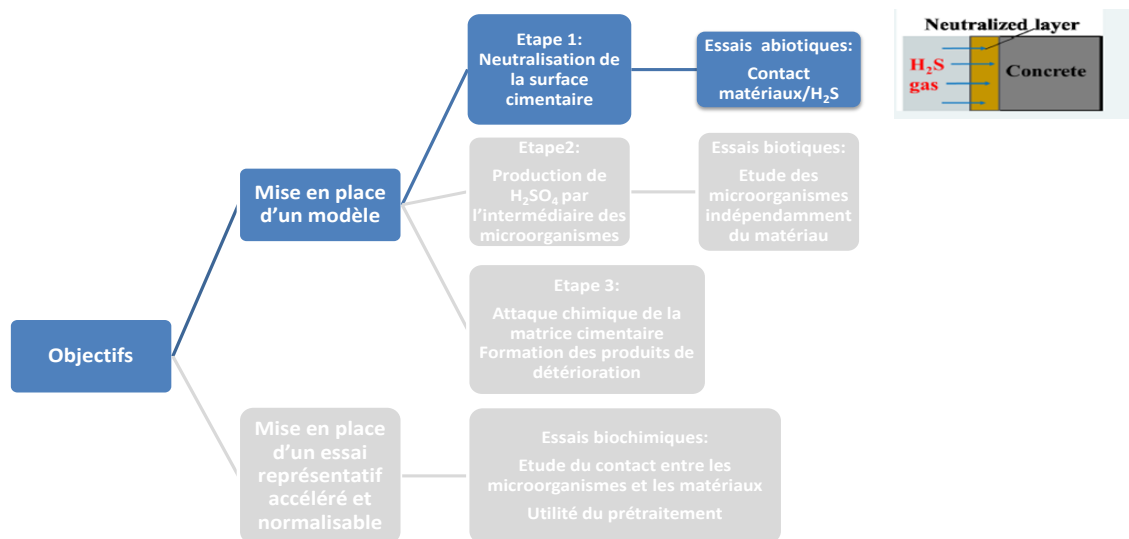 Etape 1:
Neutralisation de
la surface
cimentaire
Essais abiotiques:
Contact
matériaux/H₂S
Neutralized layer
H₂S
gas
Concrete
Etape2:
Production de
H₂SO₄ par
l'intermédiaire des
microorganismes
Essais biotiques:
Etude des
microorganismes
indépendamment
du matériau
Mise en place
d'un modèle
Etape 3:
Attaque chimique de la
matrice cimentaire
Formation des produits de
détérioration
Objectifs
Mise en place
d'un essai
représentatif
accéléré et
normalisable
Essais biochimiques:
Etude du contact entre les
microorganismes et les matériaux
Utilité du prétraitement